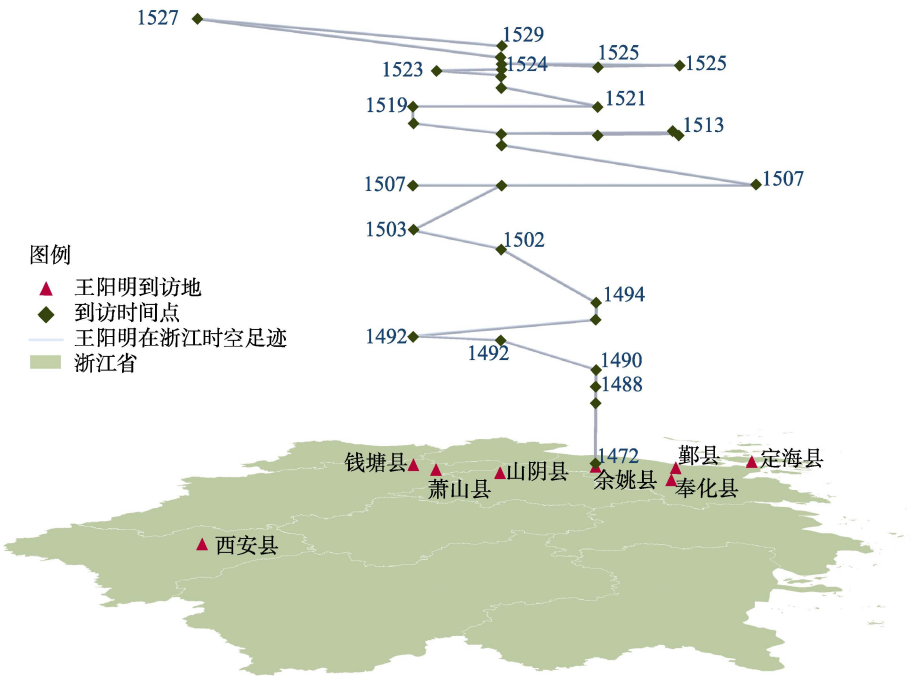 1527
1529
1525
1525
1524
1523
1519
1521
1513
1507
1507
1503
1502
图例
王阳明到访地
到访时间点
王阳明在浙江时空足迹
浙江省
1494
1492
1492
1490
1488
1472
钱塘县
萧山县
山阴县
余姚县
鄞县
奉化县
定海县
西安县